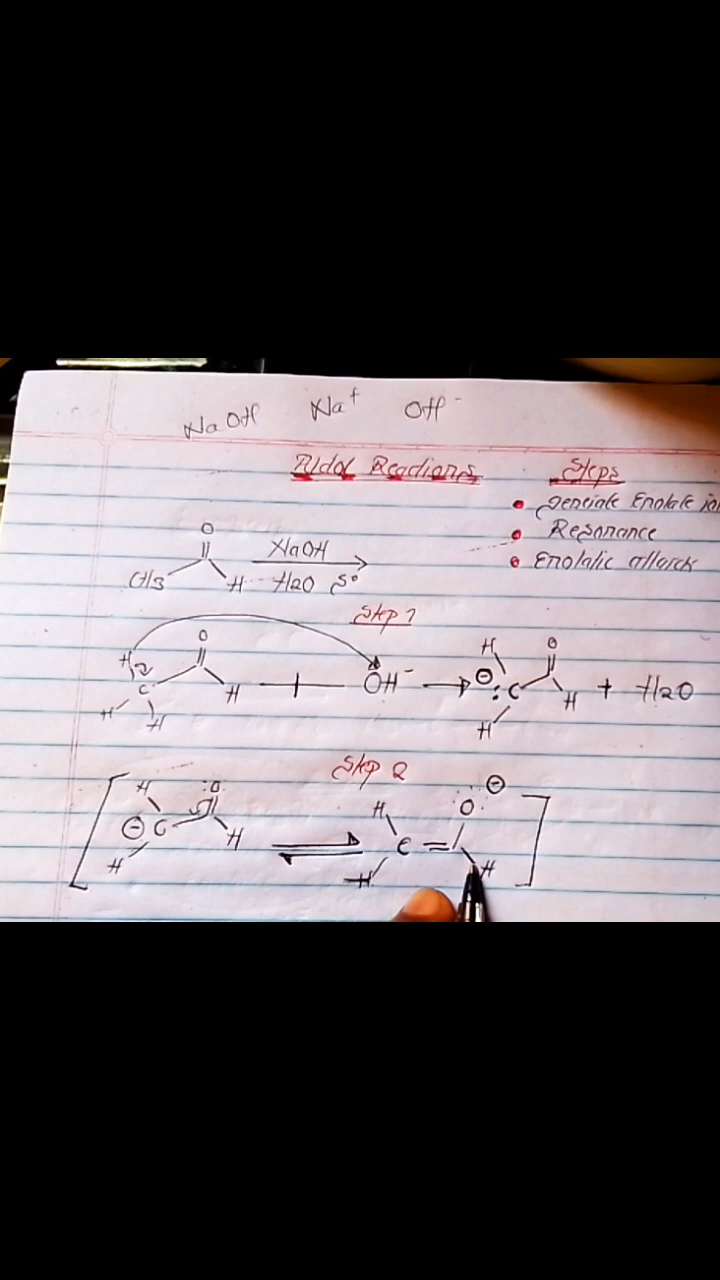 NaOH Na+ OH-
Aldol Reactions Steps
• generate Enolate ion
• Resonance
O • Enolatic attack
NaOH
CH3 H H2O 5°
Step 1
H O H O
C H + OH- → ⊖ : C H + H2O
H H H
Step 2
H :O: H O ⊖
⊖ C H ⇌ C = H
H H